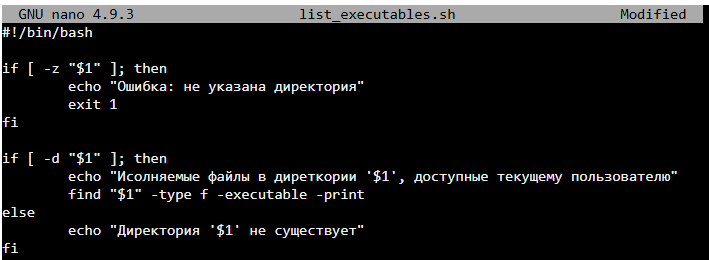 GNU nano 4.9.3 list_executables.sh Modified
#!/bin/bash
if [ -z "$1" ]; then
echo "Ошибка: не указана директория"
exit 1
fi
if [ -d "$1" ]; then
echo "Исолняемые файлы в диреткории '$1', доступные текущему пользователю"
find "$1" -type f -executable -print
else
echo "Директория '$1' не существует"
fi